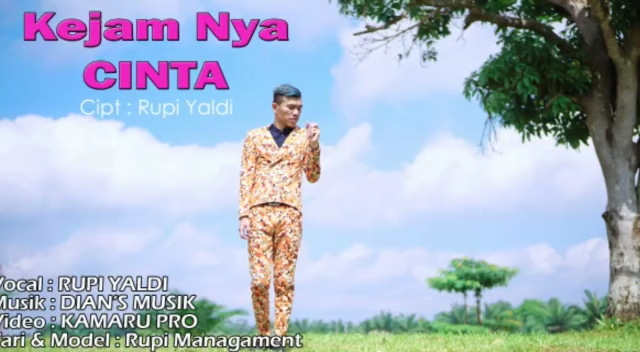 Kejam Nya
CINTA
Cipt : Rupi Yaldi
Vocal : RUPI YALDI
Musik : DIAN'S MUSIK
Video : KAMARU PRO
ari & Model : Rupi Managament